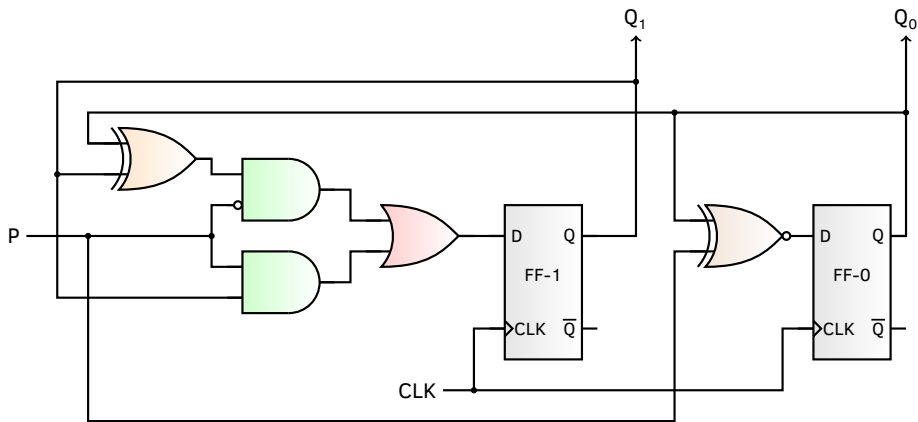 Q₁ Q₀
P
D Q D Q
FF-1 FF-0
CLK Q̅ CLK Q̅
CLK